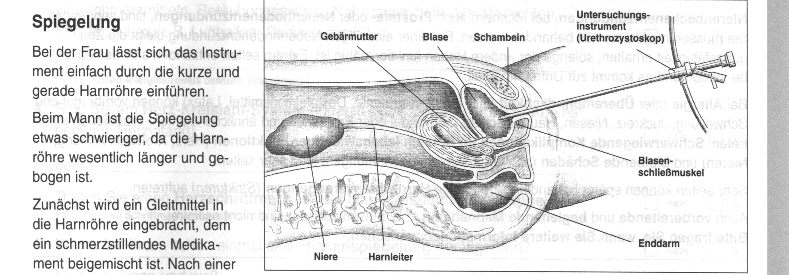 Spiegelung
Bei der Frau lässt sich das Instru-
ment einfach durch die kurze und
gerade Harnröhre einführen.
Beim Mann ist die Spiegelung
etwas schwieriger, da die Harn-
röhre wesentlich länger und ge-
bogen ist.
Zunächst wird ein Gleitmittel in
die Harnröhre eingebracht, dem
ein schmerzstillendes Medika-
ment beigemischt ist. Nach einer
Untersuchungs-
instrument
(Urethrozystoskop)
Gebärmutter
Blase
Schambein
Blasen-
schließmuskel
Enddarm
Niere
Harnleiter